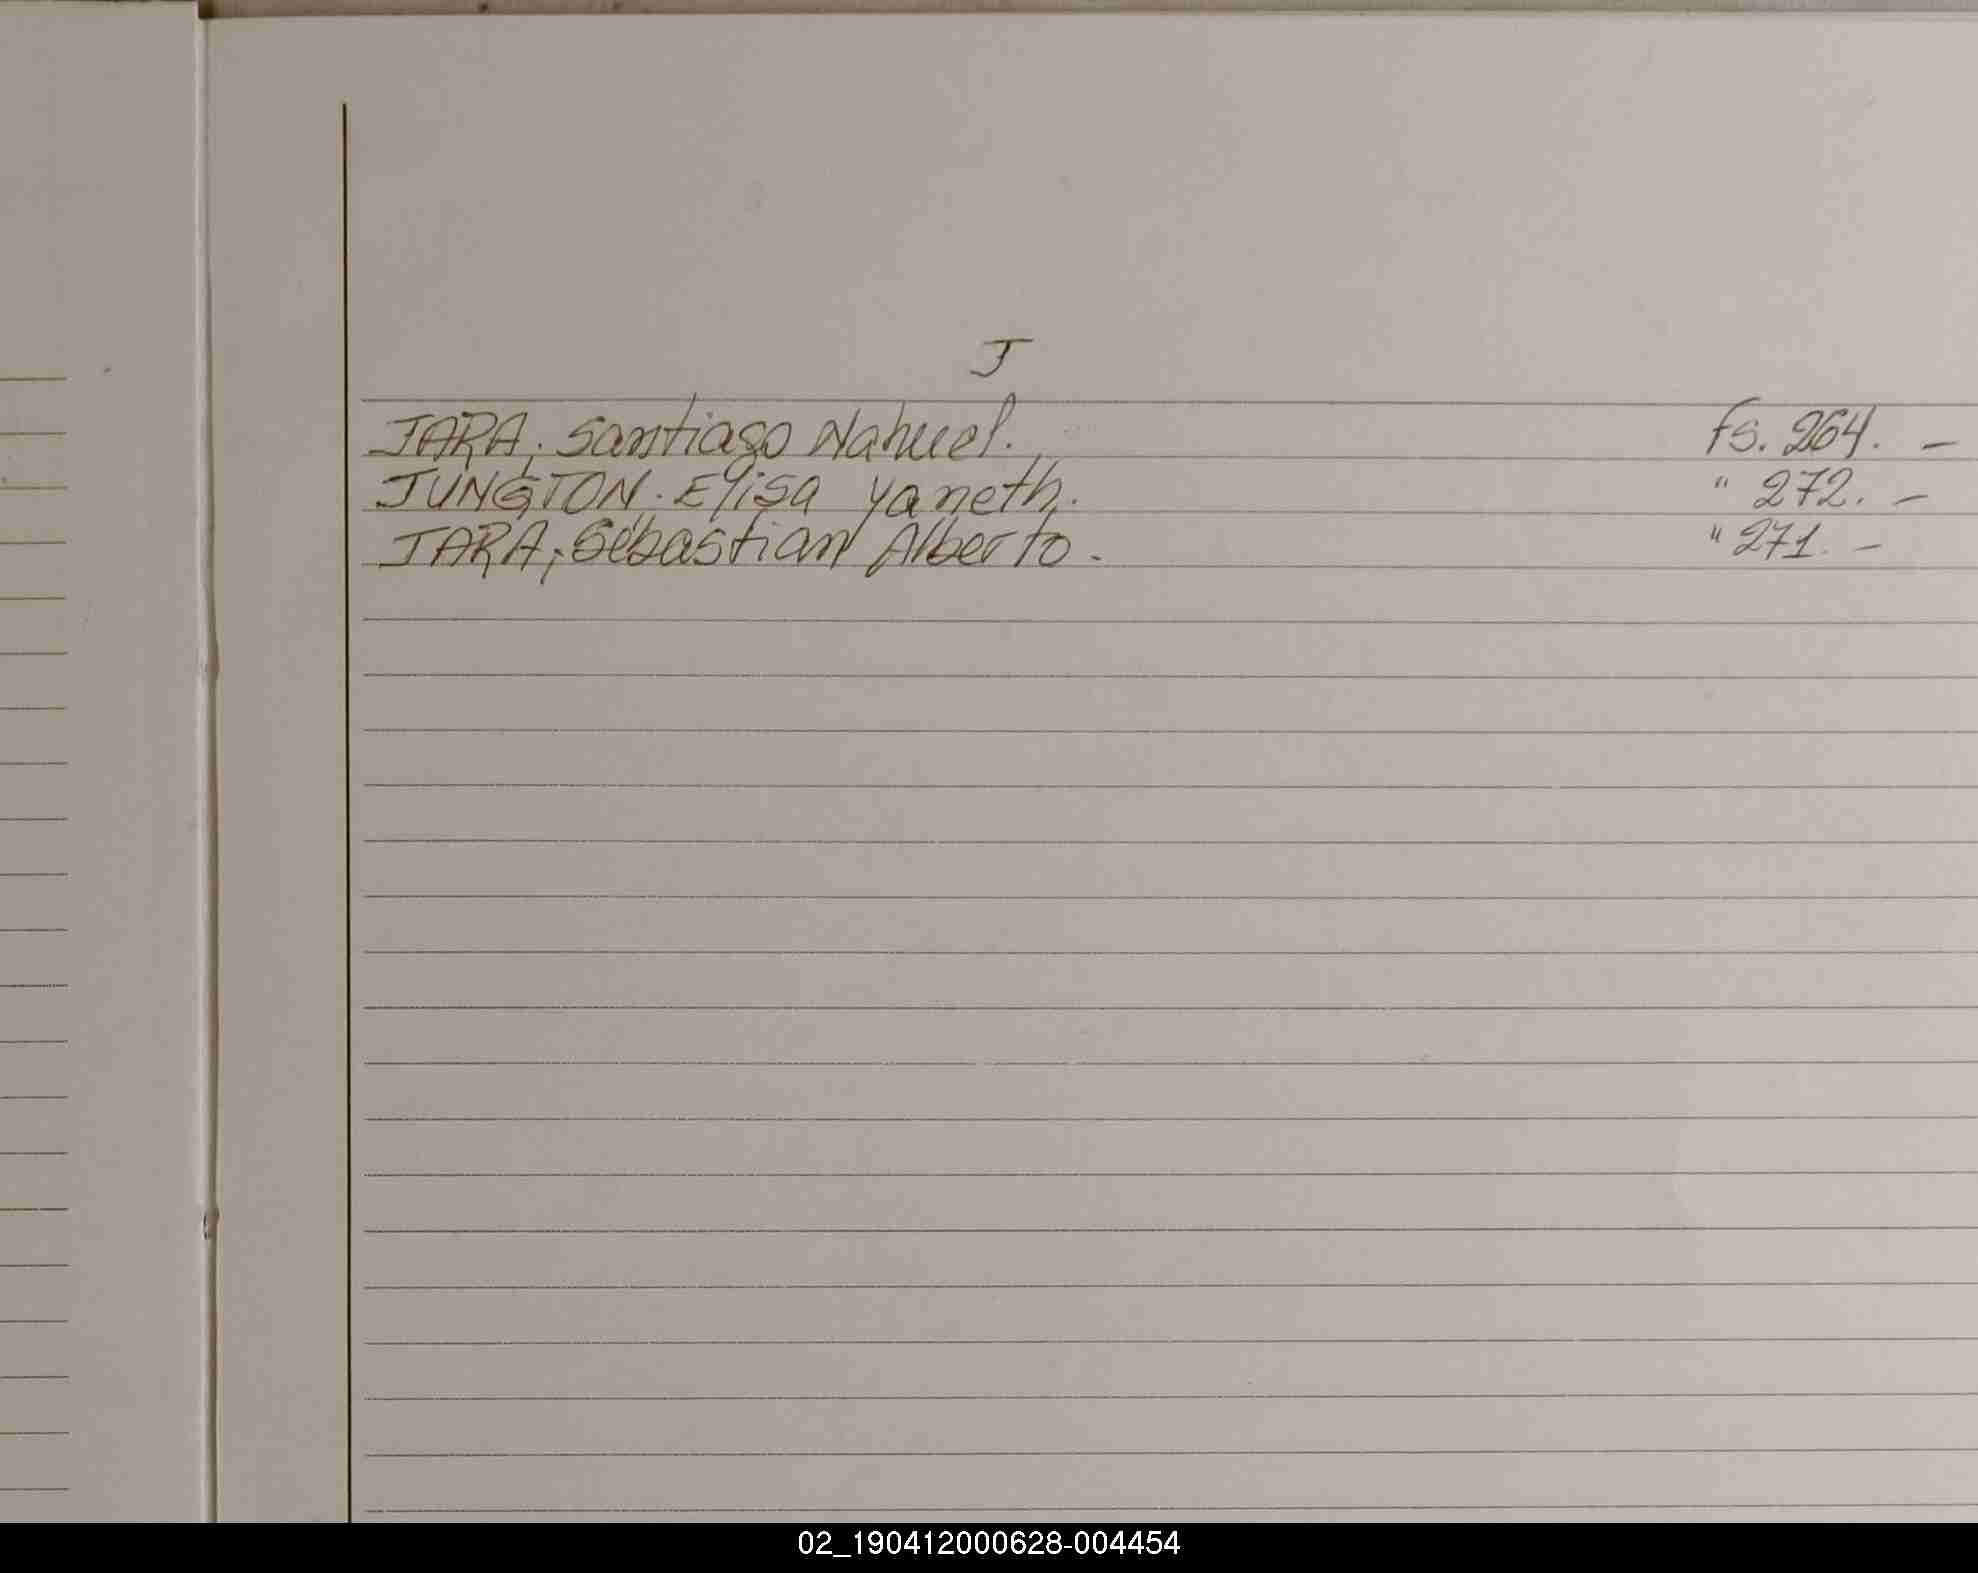 J
JARA, Santiago Nahuel. Fs. 264. -
JUNGTON. Elisa Yaneth. " 272. -
JARA, Sebastian Alberto - " 271. -
02_190412000628-004454